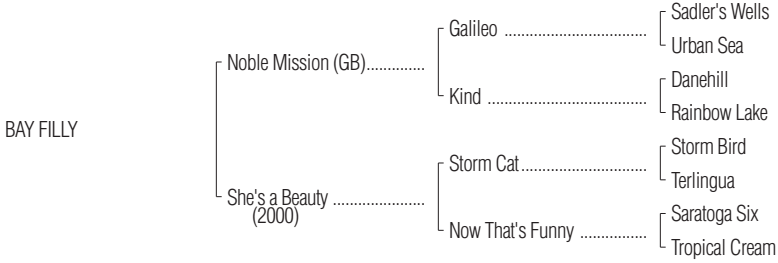 Sadler's Wells
Galileo ................................
Urban Sea
Noble Mission (GB)..............
Danehill
Kind ....................................
Rainbow Lake
BAY FILLY
Storm Bird
Storm Cat............................
Terlingua
She's a Beauty ......................
(2000)
Saratoga Six
Now That's Funny ................
Tropical Cream